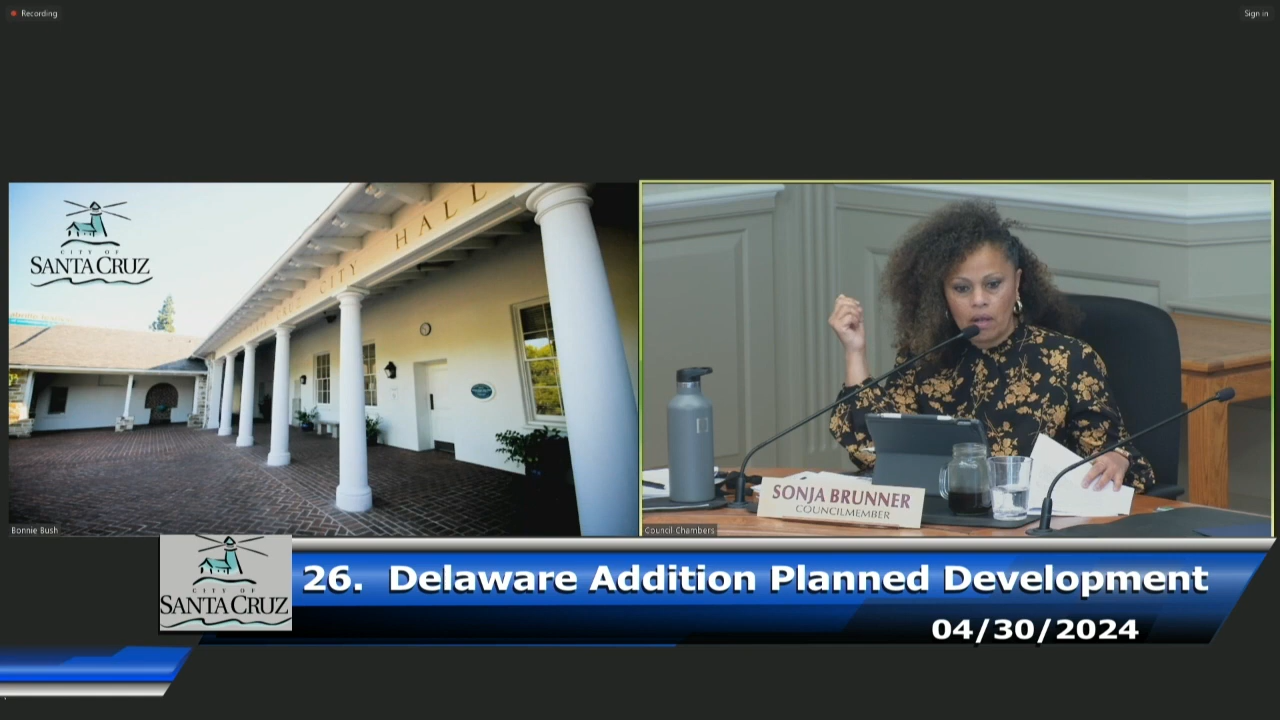 Recording
Sign in
CITY OF
SANTA CRUZ
CITY HALL
Bonnie Bush
SONJA BRUNNER
COUNCILMEMBER
Council Chambers
CITY OF
SANTA CRUZ
26. Delaware Addition Planned Development
04/30/2024